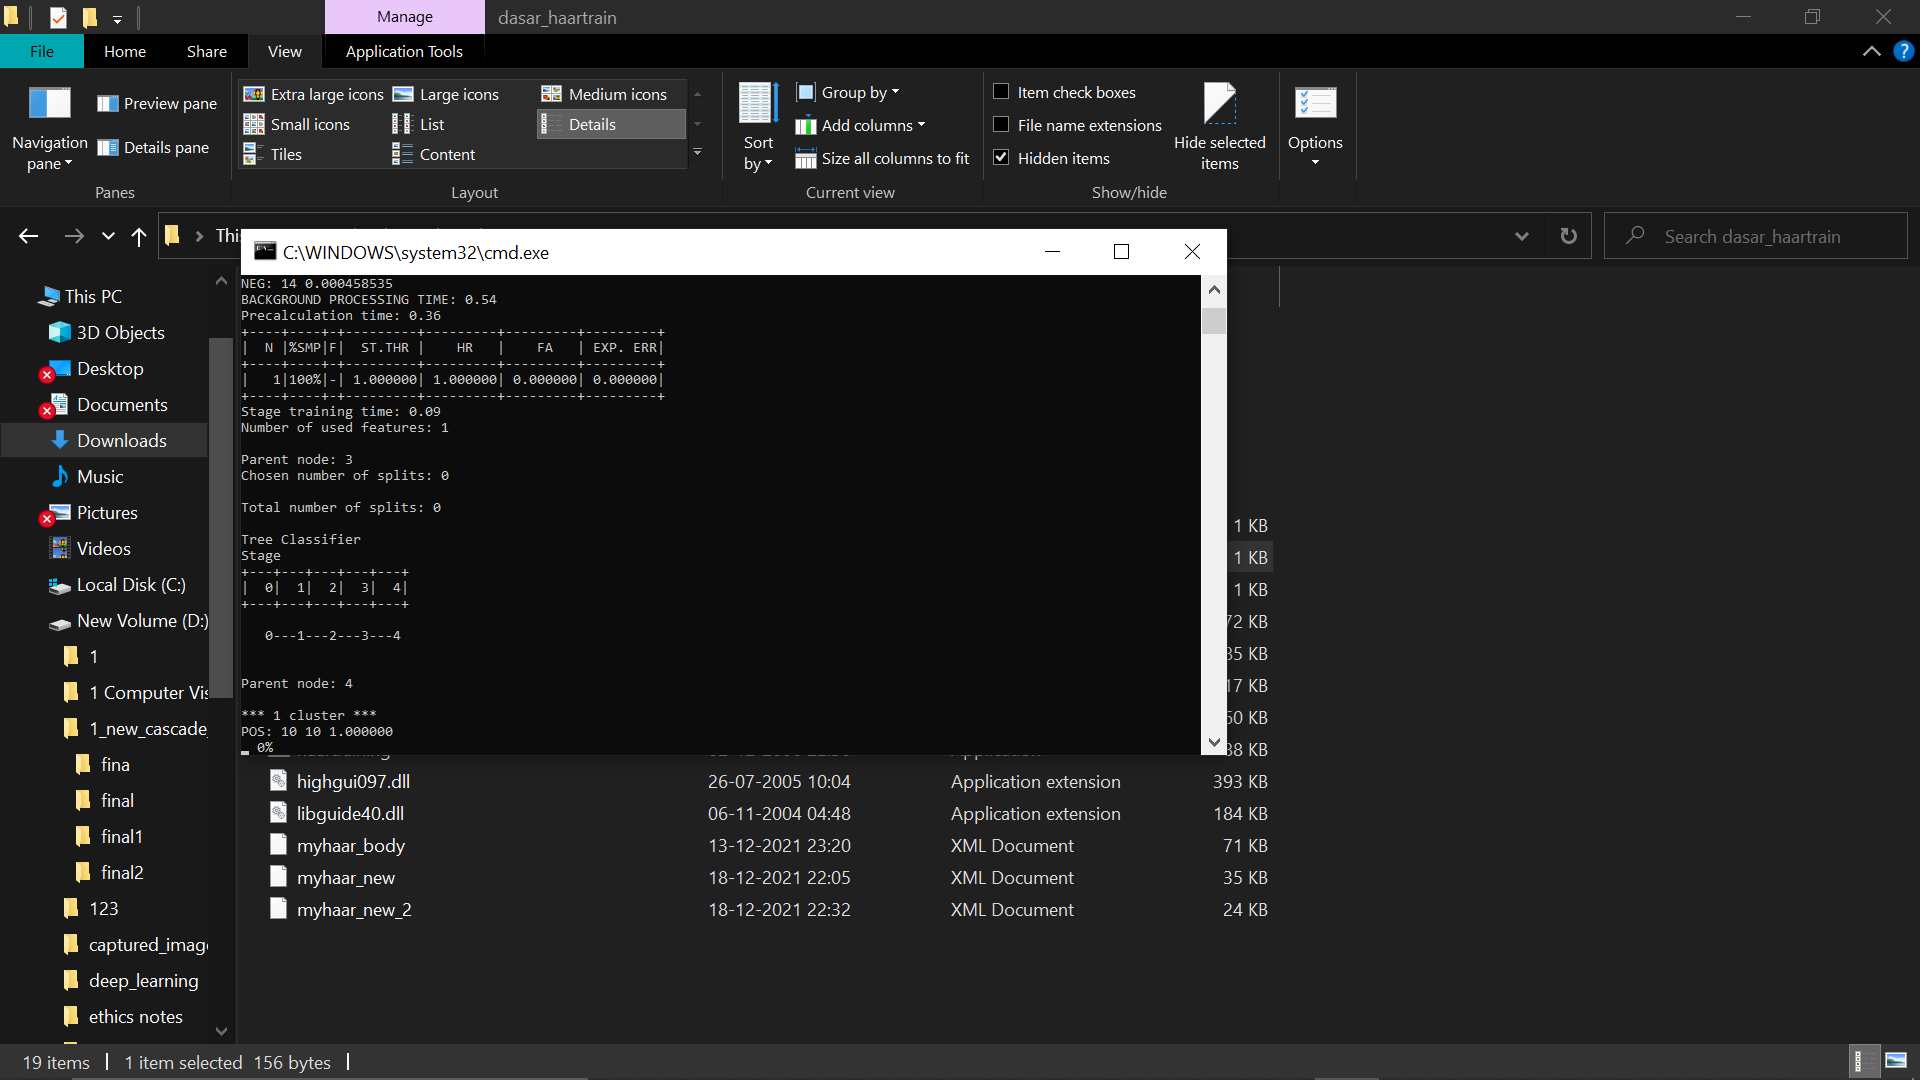 Manage
dasar_haartrain
File
Home
Share
View
Application Tools
Navigation pane
Preview pane
Details pane
Panes
Extra large icons
Large icons
Medium icons
Small icons
List
Details
Tiles
Content
Layout
Sort by
Group by
Add columns
Size all columns to fit
Current view
Item check boxes
File name extensions
Hidden items
Hide selected items
Show/hide
Options
Search dasar_haartrain
C:\WINDOWS\system32\cmd.exe
NEG: 14 0.000458535
BACKGROUND PROCESSING TIME: 0.54
Precalculation time: 0.36
+----+----+-+---------+---------+---------+---------+
|  N |%SMP|F|  ST.THR |    HR   |    FA   | EXP. ERR|
+----+----+-+---------+---------+---------+---------+
|   1|100%|-| 1.000000| 1.000000| 0.000000| 0.000000|
+----+----+-+---------+---------+---------+---------+
Stage training time: 0.09
Number of used features: 1
Parent node: 3
Chosen number of splits: 0
Total number of splits: 0
Tree Classifier
Stage
+---+---+---+---+---+
|  0|  1|  2|  3|  4|
+---+---+---+---+---+
0---1---2---3---4
Parent node: 4
*** 1 cluster ***
POS: 10 10 1.000000
0%
This PC
3D Objects
Desktop
Documents
Downloads
Music
Pictures
Videos
Local Disk (C:)
New Volume (D:)
1
1 Computer Vis
1_new_cascade_
fina
final
final1
final2
123
captured_image
deep_learning
ethics notes
1 KB
1 KB
1 KB
KB
KB
KB
KB
KB
highgui097.dll 26-07-2005 10:04 Application extension 393 KB
libguide40.dll 06-11-2004 04:48 Application extension 184 KB
myhaar_body 13-12-2021 23:20 XML Document 71 KB
myhaar_new 18-12-2021 22:05 XML Document 35 KB
myhaar_new_2 18-12-2021 22:32 XML Document 24 KB
19 items
1 item selected 156 bytes